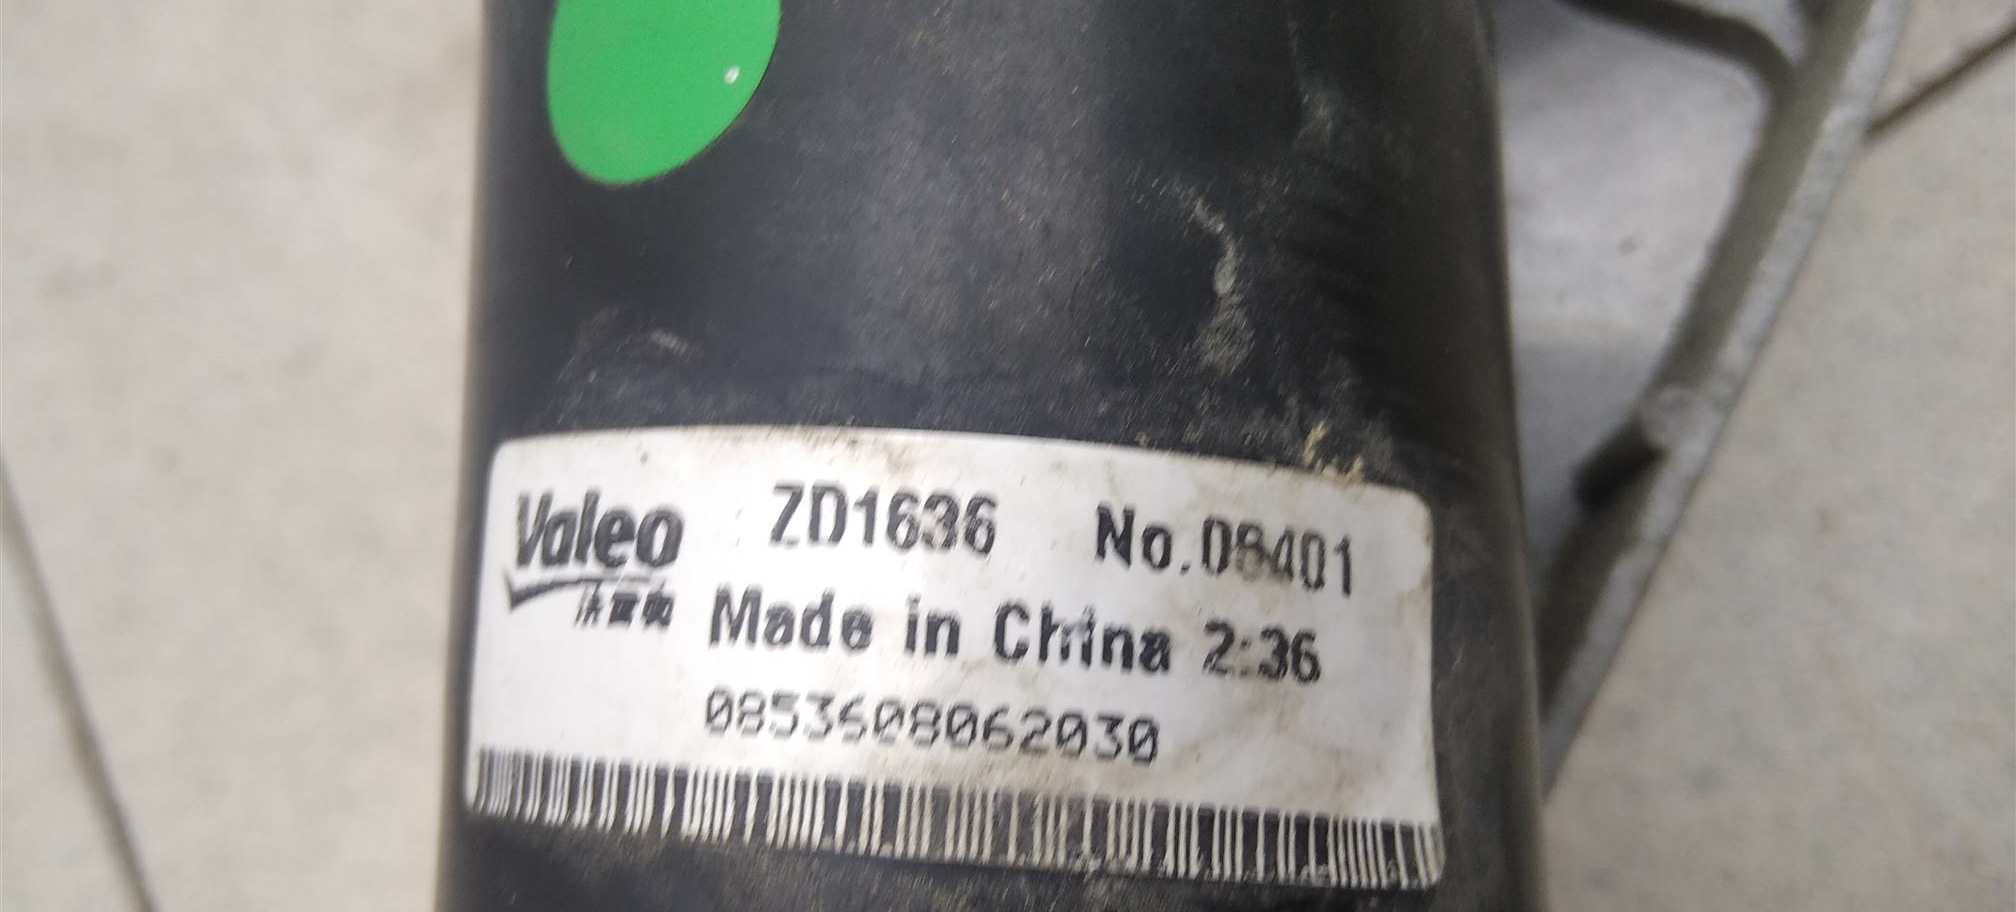 Valeo ZD1636 No.08401
法雷奥 Made in China 2:36
0853608062030